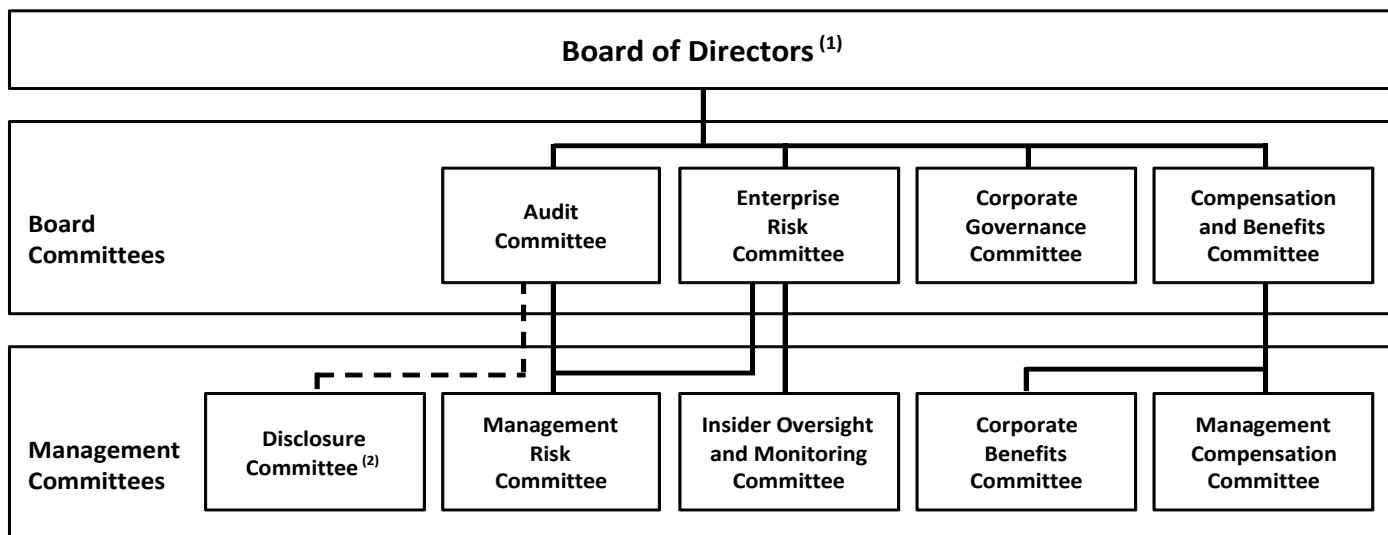 Board of Directors (1)
Board
Committees
Audit
Committee
Enterprise
Risk
Committee
Corporate
Governance
Committee
Compensation
and Benefits
Committee
Management
Committees
Disclosure
Committee (2)
Management
Risk
Committee
Insider Oversight
and Monitoring
Committee
Corporate
Benefits
Committee
Management
Compensation
Committee